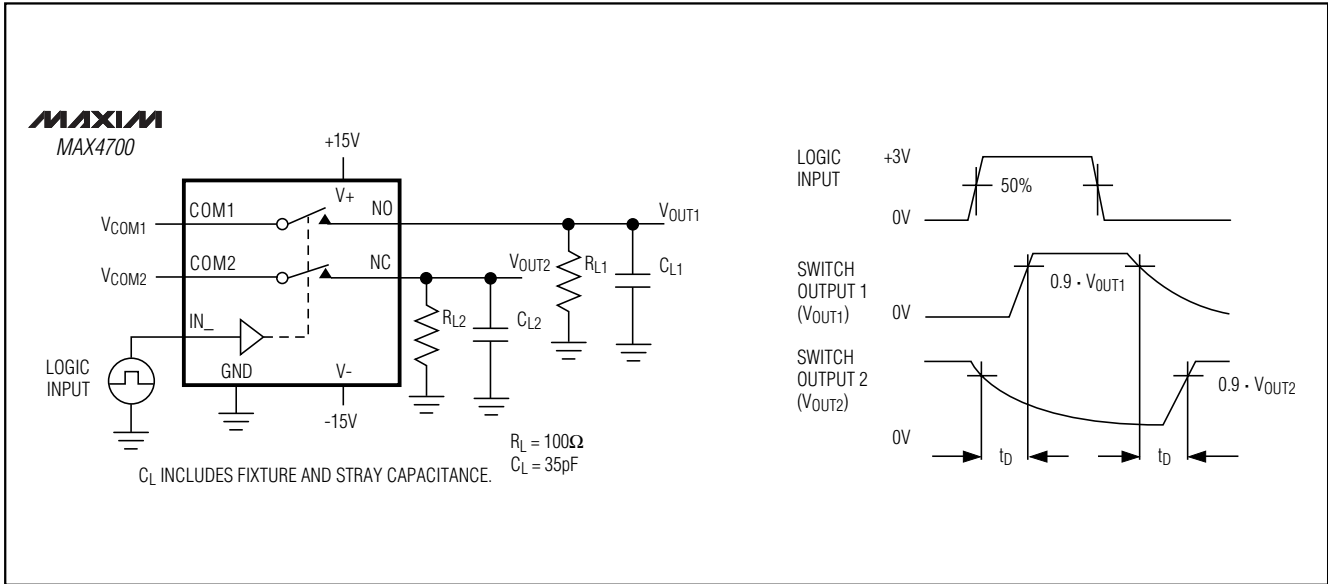 MAXIM
MAX4700
+15V
V+
COM1
NO
VCOM1
VOUT1
COM2
NC
VCOM2
VOUT2
RL1
CL1
RL2
CL2
IN_
LOGIC
INPUT
GND
V-
-15V
RL = 100Ω
CL = 35pF
CL INCLUDES FIXTURE AND STRAY CAPACITANCE.
LOGIC
INPUT
+3V
50%
0V
SWITCH
OUTPUT 1
(VOUT1)
0.9 · V0UT1
0V
SWITCH
OUTPUT 2
(VOUT2)
0.9 · VOUT2
0V
tD
tD